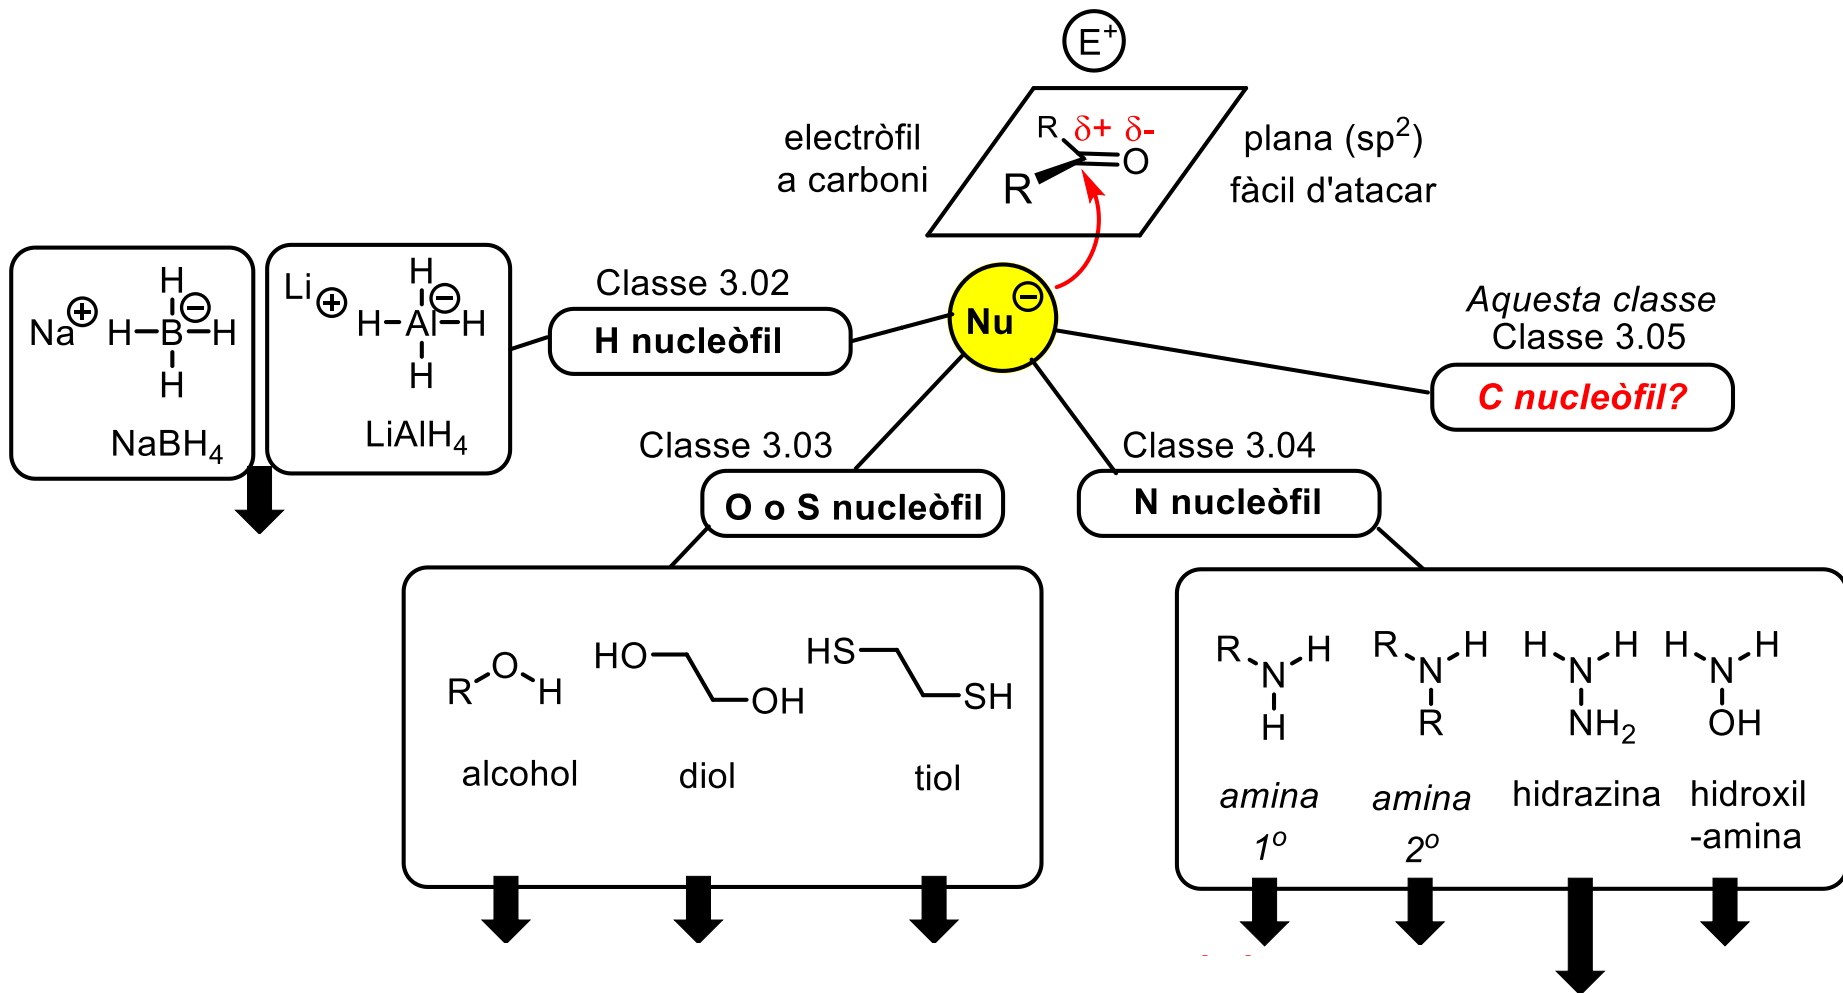 E⁺
electròfil
a carboni
R δ+ δ-
O
R
plana (sp²)
fàcil d'atacar
Na⊕
H
H B⊖ H
H
NaBH₄
Li⊕
H
H Al⊖ H
H
LiAlH₄
Classe 3.02
H nucleòfil
Nu⊖
Aquesta classe
Classe 3.05
C nucleòfil?
Classe 3.03
O o S nucleòfil
Classe 3.04
N nucleòfil
R O H
alcohol
HO
OH
diol
HS
SH
tiol
R N H
H
amina
1º
R N H
R
amina
2º
H N H
NH₂
hidrazina
H N H
OH
hidroxil
-amina